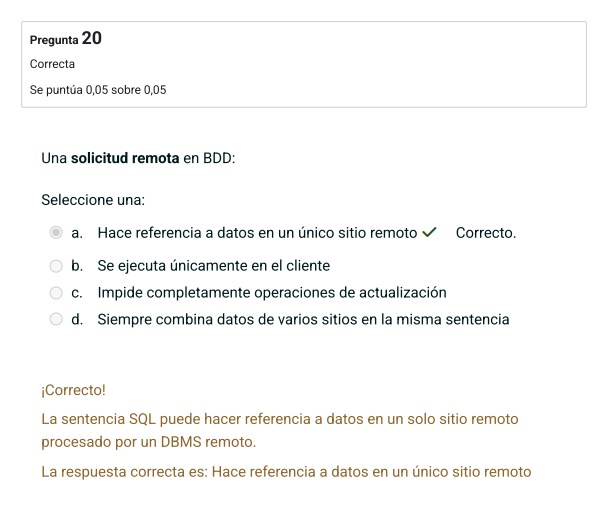 Pregunta 20
Correcta
Se puntúa 0,05 sobre 0,05
Una solicitud remota en BDD:
Seleccione una:
a. Hace referencia a datos en un único sitio remoto ✓ Correcto.
b. Se ejecuta únicamente en el cliente
c. Impide completamente operaciones de actualización
d. Siempre combina datos de varios sitios en la misma sentencia
¡Correcto!
La sentencia SQL puede hacer referencia a datos en un solo sitio remoto
procesado por un DBMS remoto.
La respuesta correcta es: Hace referencia a datos en un único sitio remoto